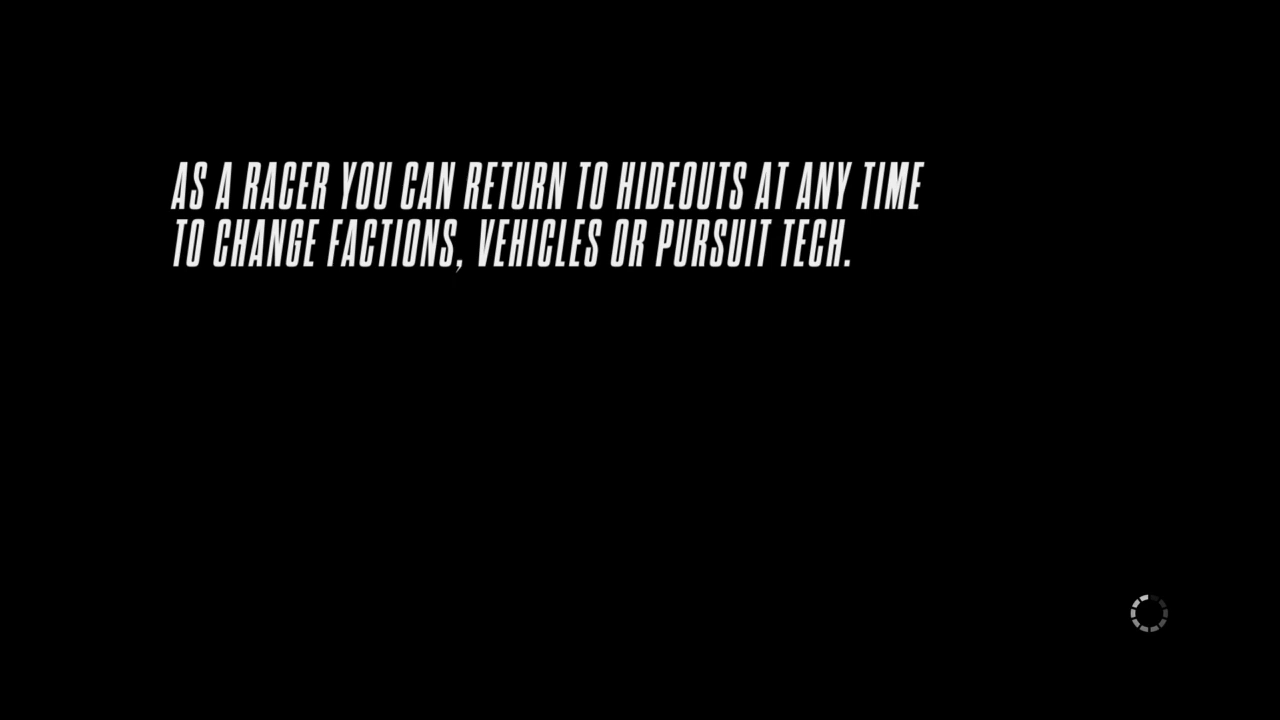 AS A RACER YOU CAN RETURN TO HIDEOUTS AT ANY TIME
TO CHANGE FACTIONS, VEHICLES OR PURSUIT TECH.